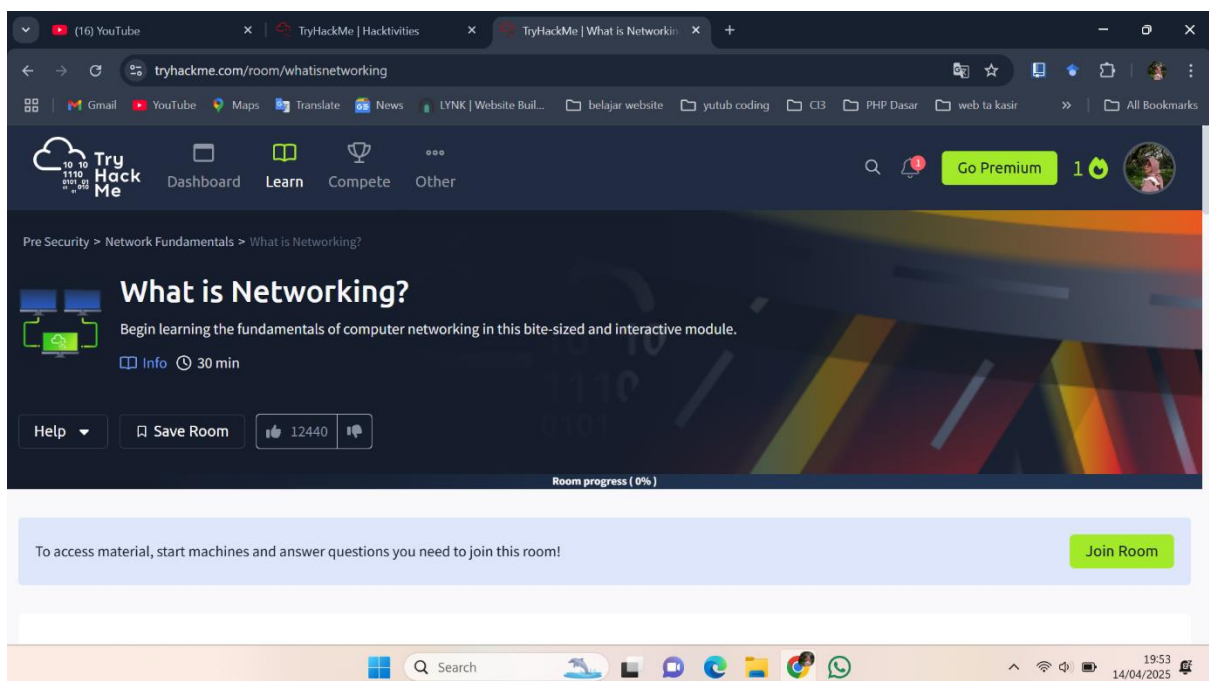 (16) YouTube
TryHackMe | Hacktivities
TryHackMe | What is Networkin
tryhackme.com/room/whatisnetworking
Gmail YouTube Maps Translate News LYNK | Website Buil... belajar website yutub coding CI3 PHP Dasar web ta kasir » All Bookmarks
Try Hack Me
Dashboard Learn Compete Other
1
Go Premium
1
Pre Security > Network Fundamentals > What is Networking?
What is Networking?
Begin learning the fundamentals of computer networking in this bite-sized and interactive module.
Info 30 min
Help Save Room 12440
Room progress ( 0% )
To access material, start machines and answer questions you need to join this room!
Join Room
Search
19:53
14/04/2025